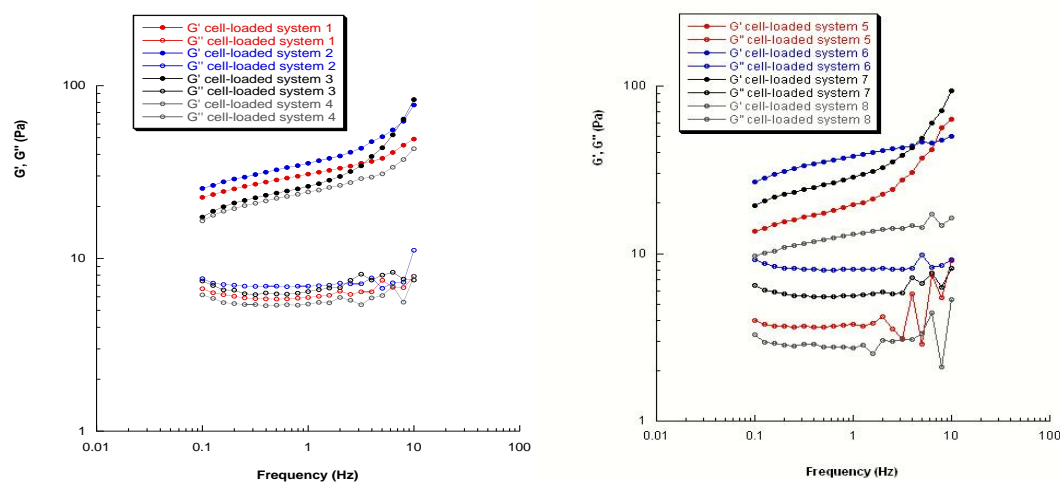 G' cell-loaded system 1
G'' cell-loaded system 1
G' cell-loaded system 2
G'' cell-loaded system 2
G' cell-loaded system 3
G'' cell-loaded system 3
G' cell-loaded system 4
G'' cell-loaded system 4
100
10
1
G', G'' (Pa)
0.01 0.1 1 10 100
Frequency (Hz)
G' cell-loaded system 5
G'' cell-loaded system 5
G' cell-loaded system 6
G'' cell-loaded system 6
G' cell-loaded system 7
G'' cell-loaded system 7
G' cell-loaded system 8
G'' cell-loaded system 8
100
10
1
G', G'' (Pa)
0.01 0.1 1 10 100
Frequency (Hz)